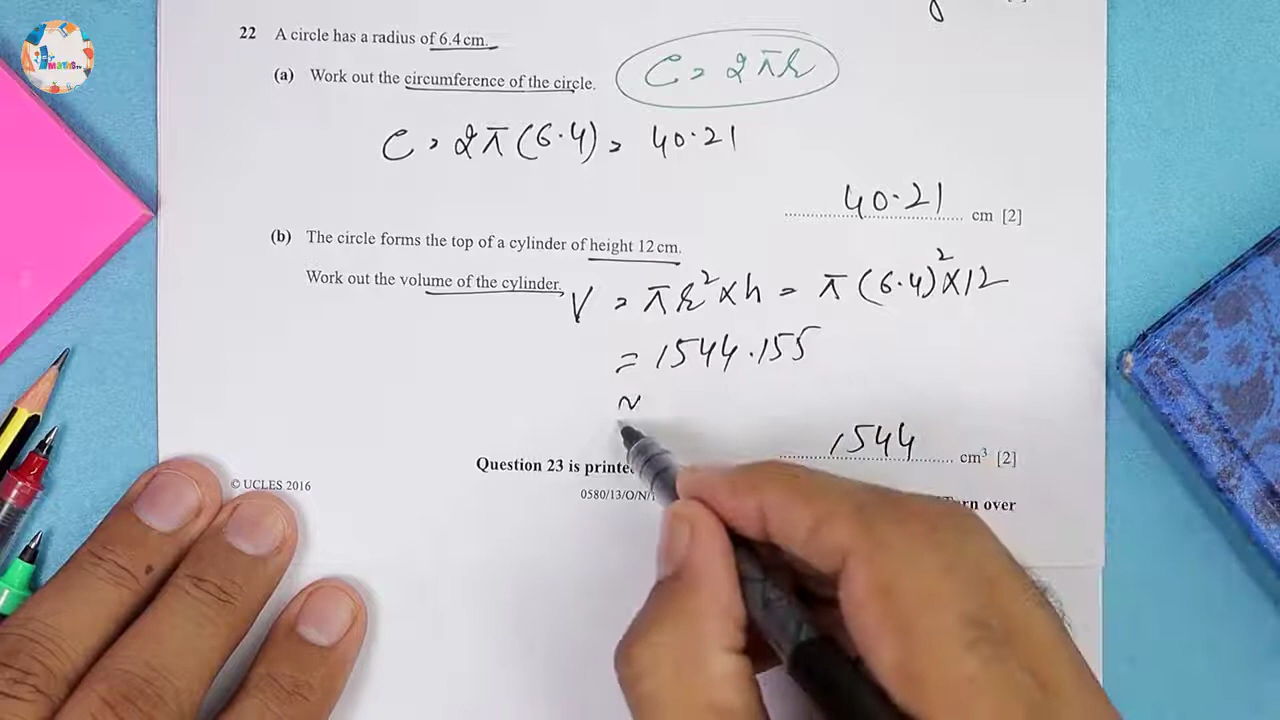 22 A circle has a radius of 6.4 cm.
(a) Work out the circumference of the circle.
C = 2πr
C = 2π(6.4) = 40.21
40.21
cm [2]
(b) The circle forms the top of a cylinder of height 12 cm.
Work out the volume of the cylinder.
V = πr² × h = π(6.4)² × 12
= 1544.155
≈
1544
cm³ [2]
Question 23 is
© UCLES 2016
0580/13/O/N/
over